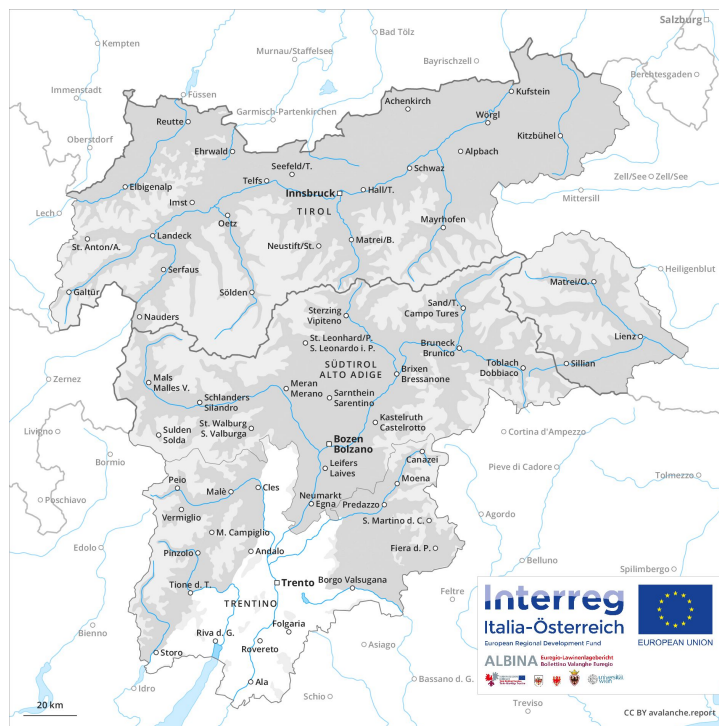 Salzburg
Kempten
Bad Tölz
Murnau/Staffelsee
Bayrischzell
Berchtesgaden
Immenstadt
Füssen
Achenkirch
Kufstein
Garmisch-Partenkirchen
Reutte
Wörgl
Oberstdorf
Ehrwald
Kitzbühel
Alpbach
Seefeld/T.
Schwaz
Zell/See
Zell/See
Telfs
Elbigenalp
Innsbruck
Hall/T.
Mittersill
Imst
TIROL
Lech
Oetz
Mayrhofen
Landeck
Matrei/B.
St. Anton/A.
Neustift/St.
Serfaus
Heiligenblut
Matrei/O.
Galtür
Sölden
Nauders
Sand/T.
Campo Tures
Sterzing
Vipiteno
Lienz
St. Leonhard/P.
S. Leonardo i. P.
Bruneck
Brunico
Toblach
Dobbiaco
Sillian
SÜDTIROL
ALTO ADIGE
Brixen
Bressanone
Zernez
Mals
Malles V.
Meran
Merano
Sarnthein
Sarentino
Schlanders
Silandro
Kastelruth
Castelrotto
St. Walburg
S. Valburga
Sulden
Solda
Livigno
Cortina d'Ampezzo
Bozen
Bolzano
Canazei
Bormio
Leifers
Laives
Pieve di Cadore
Tolmezzo
Peio
Malè
Cles
Moena
Poschiavo
Neumarkt
Egna
Predazzo
Vermiglio
Agordo
S. Martino d. C.
M. Campiglio
Edolo
Pinzolo
Andalo
Fiera d. P.
Belluno
Spilimbergo
Tione d. T.
Trento
Borgo Valsugana
Feltre
TRENTINO
Folgaria
Bienno
Riva d. G.
Rovereto
Asiago
Storo
Ala
Bassano d. G.
Idro
Schio
Treviso
Interreg
Italia-Österreich
European Regional Development Fund
EUROPEAN UNION
ALBINA Euregio-Lawinenlagebericht
Bollettino Valanghe Euregio
universität
wien
20 km
CC BY avalanche.report